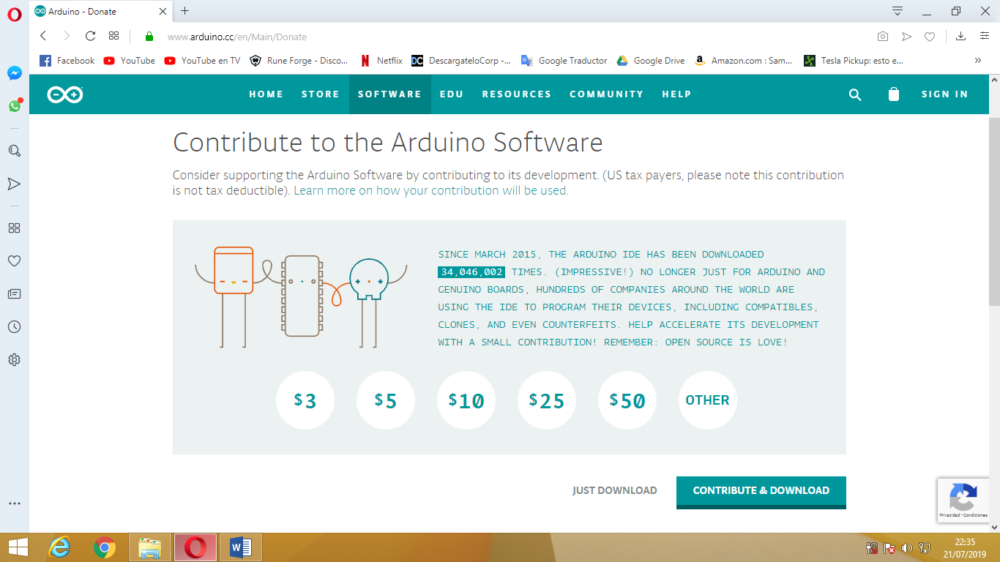 Arduino - Donate
www.arduino.cc/en/Main/Donate
Facebook YouTube YouTube en TV Rune Forge - Disco... Netflix DescargateloCorp -... Google Traductor Google Drive Amazon.com : Sam... Tesla Pickup: esto e... »
HOME STORE SOFTWARE EDU RESOURCES COMMUNITY HELP SIGN IN
Contribute to the Arduino Software
Consider supporting the Arduino Software by contributing to its development. (US tax payers, please note this contribution
is not tax deductible). Learn more on how your contribution will be used.
SINCE MARCH 2015, THE ARDUINO IDE HAS BEEN DOWNLOADED
34,046,002 TIMES. (IMPRESSIVE!) NO LONGER JUST FOR ARDUINO AND
GENUINO BOARDS, HUNDREDS OF COMPANIES AROUND THE WORLD ARE
USING THE IDE TO PROGRAM THEIR DEVICES, INCLUDING COMPATIBLES,
CLONES, AND EVEN COUNTERFEITS. HELP ACCELERATE ITS DEVELOPMENT
WITH A SMALL CONTRIBUTION! REMEMBER: OPEN SOURCE IS LOVE!
$3 $5 $10 $25 $50 OTHER
JUST DOWNLOAD CONTRIBUTE & DOWNLOAD
Privacidad - Condiciones
22:35
21/07/2019